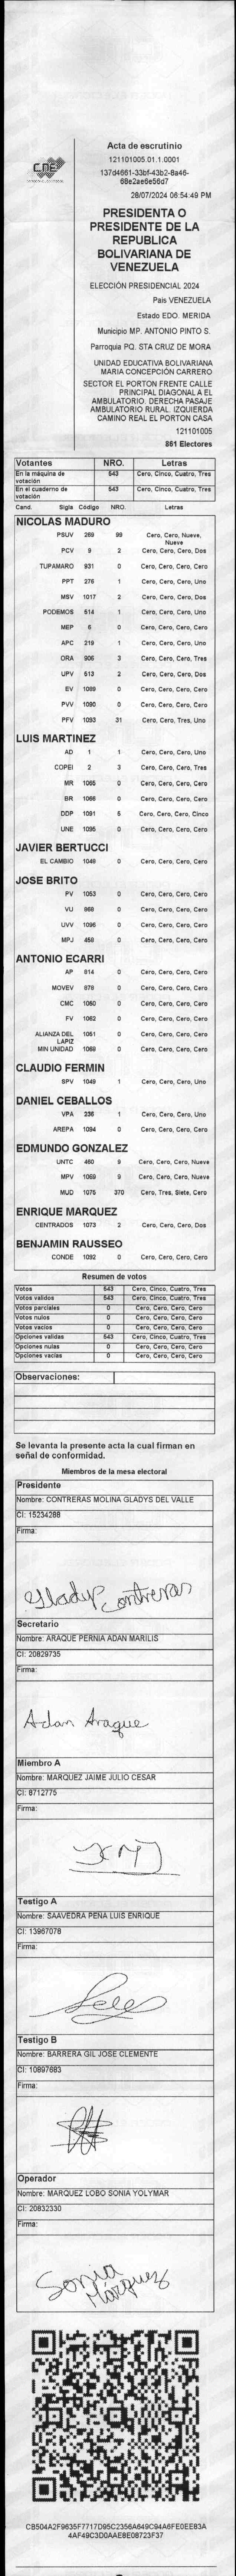 CNE
Acta de escrutinio
121101005.01.1.0001
137d4661-33bf-43b2-8a46-
68e2ae6e56d7
28/07/2024 06:54:49 PM
PRESIDENTA O
PRESIDENTE DE LA
REPUBLICA
BOLIVARIANA DE
VENEZUELA
ELECCIÓN PRESIDENCIAL 2024
País VENEZUELA
Estado EDO. MERIDA
Municipio MP. ANTONIO PINTO S.
Parroquia PQ. STA CRUZ DE MORA
UNIDAD EDUCATIVA BOLIVARIANA
MARIA CONCEPCIÓN CARRERO
SECTOR EL PORTON FRENTE CALLE
PRINCIPAL DIAGONAL A EL
AMBULATORIO. DERECHA PASAJE
AMBULATORIO RURAL. IZQUIERDA
CAMINO REAL EL PORTON CASA
121101005
861 Electores
Votantes NRO. Letras
En la máquina de votación 543 Cero, Cinco, Cuatro, Tres
En el cuaderno de votación 543 Cero, Cinco, Cuatro, Tres
Cand. Sigla Código NRO. Letras
NICOLAS MADURO
PSUV 269 99 Cero, Cero, Nueve, Nueve
PCV 9 2 Cero, Cero, Cero, Dos
TUPAMARO 931 0 Cero, Cero, Cero, Cero
PPT 276 1 Cero, Cero, Cero, Uno
MSV 1017 2 Cero, Cero, Cero, Dos
PODEMOS 514 1 Cero, Cero, Cero, Uno
MEP 6 0 Cero, Cero, Cero, Cero
APC 219 1 Cero, Cero, Cero, Uno
ORA 906 3 Cero, Cero, Cero, Tres
UPV 513 2 Cero, Cero, Cero, Dos
EV 1089 0 Cero, Cero, Cero, Cero
PVV 1090 0 Cero, Cero, Cero, Cero
PFV 1093 31 Cero, Cero, Tres, Uno
LUIS MARTINEZ
AD 1 1 Cero, Cero, Cero, Uno
COPEI 2 3 Cero, Cero, Cero, Tres
MR 1065 0 Cero, Cero, Cero, Cero
BR 1066 0 Cero, Cero, Cero, Cero
DDP 1091 5 Cero, Cero, Cero, Cinco
UNE 1095 0 Cero, Cero, Cero, Cero
JAVIER BERTUCCI
EL CAMBIO 1048 0 Cero, Cero, Cero, Cero
JOSE BRITO
PV 1053 0 Cero, Cero, Cero, Cero
VU 868 0 Cero, Cero, Cero, Cero
UVV 1096 0 Cero, Cero, Cero, Cero
MPJ 458 0 Cero, Cero, Cero, Cero
ANTONIO ECARRI
AP 814 0 Cero, Cero, Cero, Cero
MOVEV 878 0 Cero, Cero, Cero, Cero
CMC 1050 0 Cero, Cero, Cero, Cero
FV 1062 0 Cero, Cero, Cero, Cero
ALIANZA DEL LAPIZ 1051 0 Cero, Cero, Cero, Cero
MIN UNIDAD 1068 0 Cero, Cero, Cero, Cero
CLAUDIO FERMIN
SPV 1049 1 Cero, Cero, Cero, Uno
DANIEL CEBALLOS
VPA 236 1 Cero, Cero, Cero, Uno
AREPA 1094 0 Cero, Cero, Cero, Cero
EDMUNDO GONZALEZ
UNTC 460 9 Cero, Cero, Cero, Nueve
MPV 1069 9 Cero, Cero, Cero, Nueve
MUD 1075 370 Cero, Tres, Siete, Cero
ENRIQUE MARQUEZ
CENTRADOS 1073 2 Cero, Cero, Cero, Dos
BENJAMIN RAUSSEO
CONDE 1092 0 Cero, Cero, Cero, Cero
Resumen de votos
Votos 543 Cero, Cinco, Cuatro, Tres
Votos validos 543 Cero, Cinco, Cuatro, Tres
Votos parciales 0 Cero, Cero, Cero, Cero
Votos nulos 0 Cero, Cero, Cero, Cero
Votos vacios 0 Cero, Cero, Cero, Cero
Opciones validas 543 Cero, Cinco, Cuatro, Tres
Opciones nulas 0 Cero, Cero, Cero, Cero
Opciones vacías 0 Cero, Cero, Cero, Cero
Observaciones:
Se levanta la presente acta la cual firman en
señal de conformidad.
Miembros de la mesa electoral
Presidente
Nombre: CONTRERAS MOLINA GLADYS DEL VALLE
CI: 15234288
Firma:
Gladys Contreras
Secretario
Nombre: ARAQUE PERNIA ADAN MARILIS
CI: 20829735
Firma:
Adan Araque
Miembro A
Nombre: MARQUEZ JAIME JULIO CESAR
CI: 8712775
Firma:
Testigo A
Nombre: SAAVEDRA PEÑA LUIS ENRIQUE
CI: 13967078
Firma:
Testigo B
Nombre: BARRERA GIL JOSE CLEMENTE
CI: 10897683
Firma:
Operador
Nombre: MARQUEZ LOBO SONIA YOLYMAR
CI: 20832330
Firma:
Sonia
Márquez
CB504A2F9635F7717D95C2356A649C94A6FE0EE83A
4AF49C3D0AAE8E08723F37